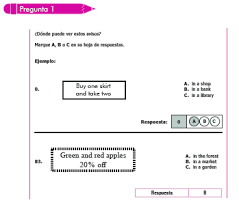 Pregunta 1
¿Dónde puede ver estos avisos?
Marque A, B o C en su hoja de respuestas.
Ejemplo:
0.
Buy one skirt
and take two
A. in a shop
B. in a bank
C. in a library
Respuesta: 0 A B C
83.
Green and red apples
20% off
A. in the forest
B. in a market
C. in a garden
Respuesta B